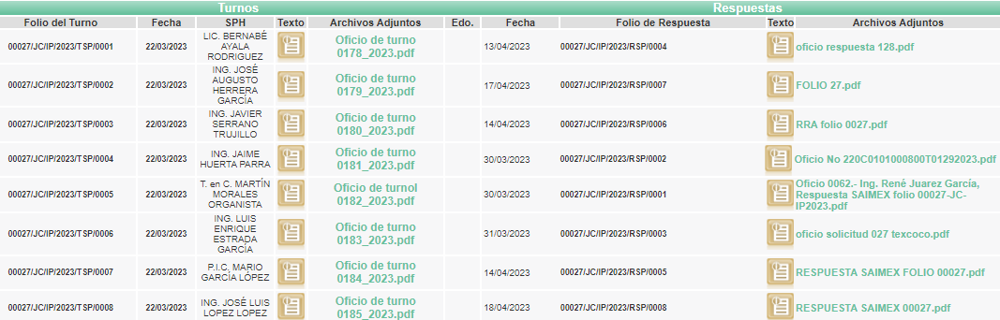 Turnos Respuestas
Folio del Turno Fecha SPH Texto Archivos Adjuntos Edo. Fecha Folio de Respuesta Texto Archivos Adjuntos
00027/JC/IP/2023/TSP/0001 22/03/2023 LIC. BERNABÉ
AYALA
RODRIGUEZ Oficio de turno
0178_2023.pdf 13/04/2023 00027/JC/IP/2023/RSP/0004 oficio respuesta 128.pdf
00027/JC/IP/2023/TSP/0002 22/03/2023 ING. JOSÉ
AUGUSTO
HERRERA
GARCÍA Oficio de turno
0179_2023.pdf 17/04/2023 00027/JC/IP/2023/RSP/0007 FOLIO 27.pdf
00027/JC/IP/2023/TSP/0003 22/03/2023 ING. JAVIER
SERRANO
TRUJILLO Oficio de turno
0180_2023.pdf 14/04/2023 00027/JC/IP/2023/RSP/0006 RRA folio 0027.pdf
00027/JC/IP/2023/TSP/0004 22/03/2023 ING. JAIME
HUERTA PARRA Oficio de turno
0181_2023.pdf 30/03/2023 00027/JC/IP/2023/RSP/0002 Oficio No 220C0101000800T01292023.pdf
00027/JC/IP/2023/TSP/0005 22/03/2023 T. en C. MARTÍN
MORALES
ORGANISTA Oficio de turnol
0182_2023.pdf 30/03/2023 00027/JC/IP/2023/RSP/0001 Oficio 0062.- Ing. René Juarez García,
Respuesta SAIMEX folio 00027-JC-
IP2023.pdf
00027/JC/IP/2023/TSP/0006 22/03/2023 ING. LUIS
ENRIQUE
ESTRADA
GARCÍA Oficio de turno
0183_2023.pdf 31/03/2023 00027/JC/IP/2023/RSP/0003 oficio solicitud 027 texcoco.pdf
00027/JC/IP/2023/TSP/0007 22/03/2023 P.I.C. MARIO
GARCÍA LÓPEZ Oficio de turno
0184_2023.pdf 14/04/2023 00027/JC/IP/2023/RSP/0005 RESPUESTA SAIMEX FOLIO 00027.pdf
00027/JC/IP/2023/TSP/0008 22/03/2023 ING. JOSÉ LUIS
LOPEZ LOPEZ Oficio de turno
0185_2023.pdf 18/04/2023 00027/JC/IP/2023/RSP/0008 RESPUESTA SAIMEX 00027.pdf